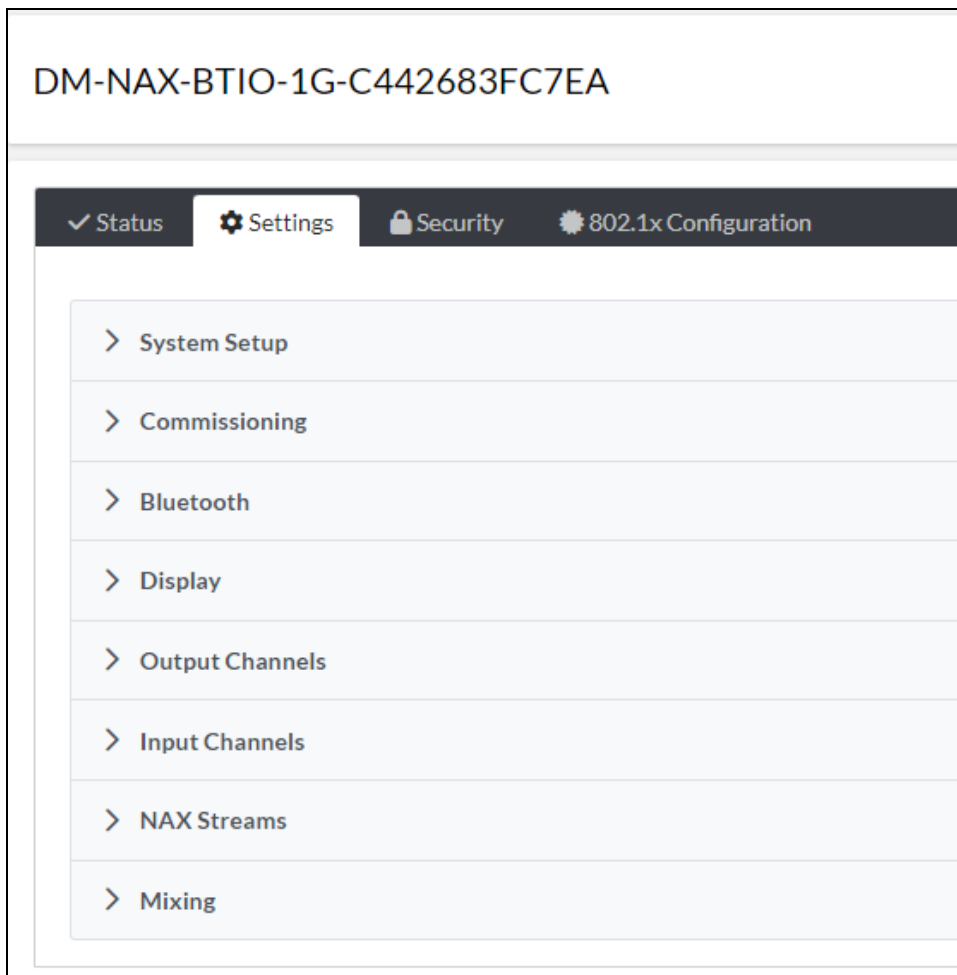 DM-NAX-BTIO-1G-C442683FC7EA
Status Settings Security 802.1x Configuration
System Setup
Commissioning
Bluetooth
Display
Output Channels
Input Channels
NAX Streams
Mixing